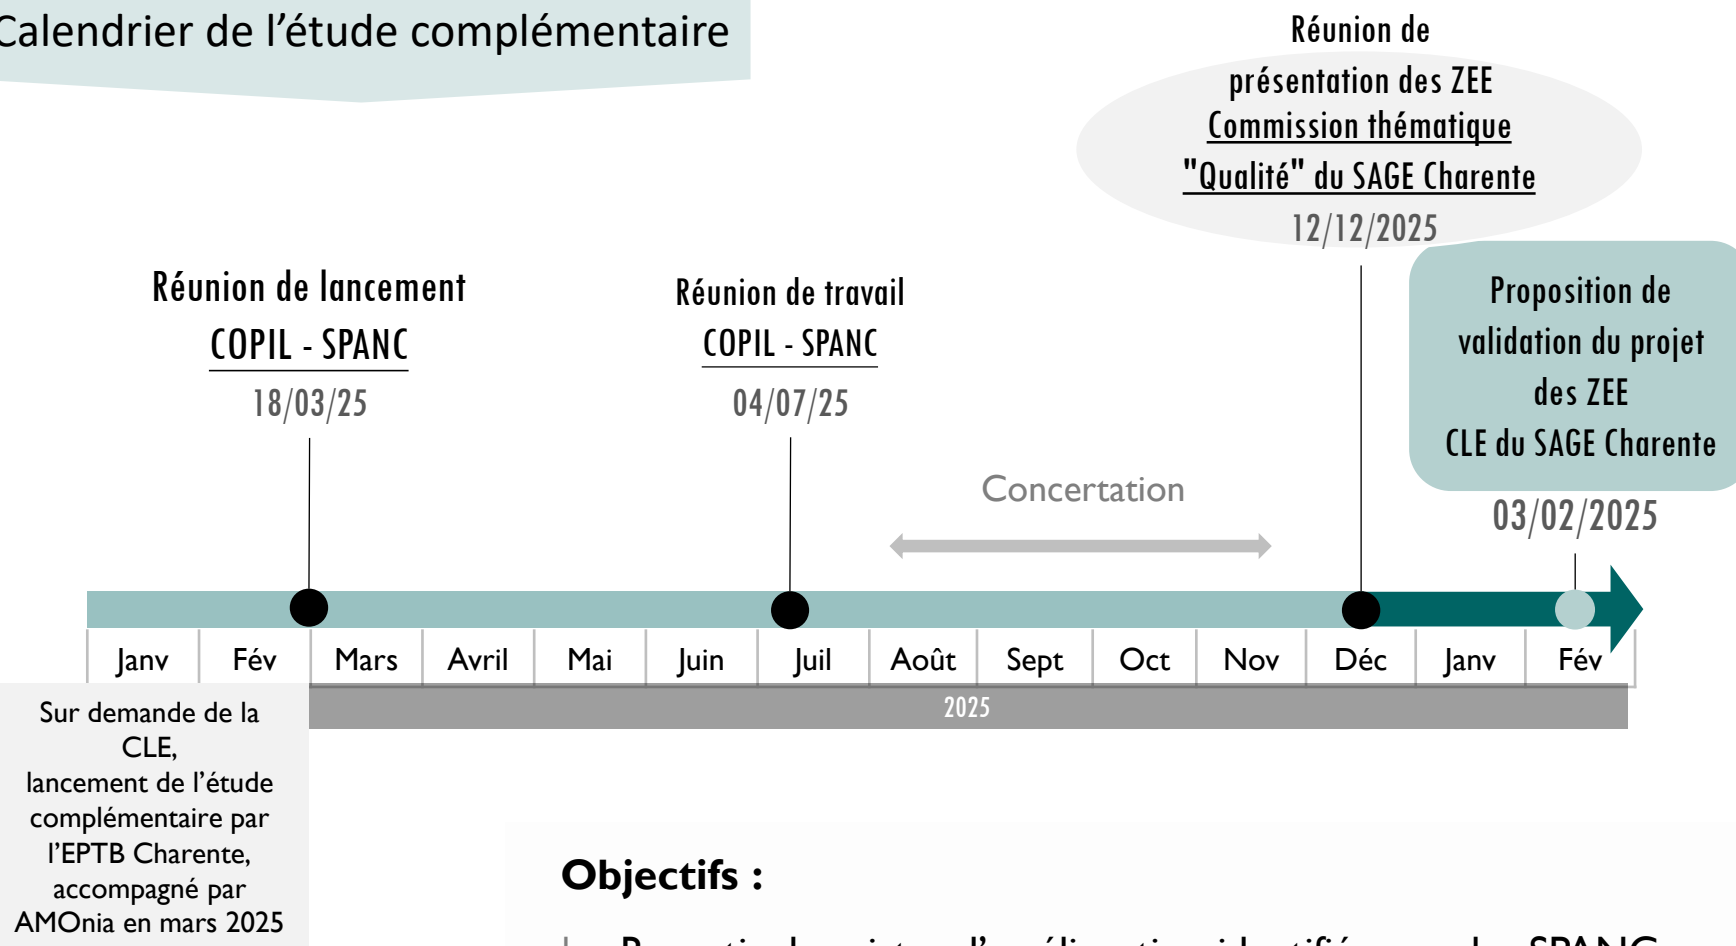 Calendrier de l’étude complémentaire
Réunion de
présentation des ZEE
Commission thématique
"Qualité" du SAGE Charente
12/12/2025
Réunion de lancement
COPIL - SPANC
18/03/25
Réunion de travail
COPIL - SPANC
04/07/25
Proposition de
validation du projet
des ZEE
CLE du SAGE Charente
03/02/2025
Concertation
Janv Fév Mars Avril Mai Juin Juil Août Sept Oct Nov Déc Janv Fév
2025
Sur demande de la
CLE,
lancement de l’étude
complémentaire par
l’EPTB Charente,
accompagné par
AMOnia en mars 2025
Objectifs :